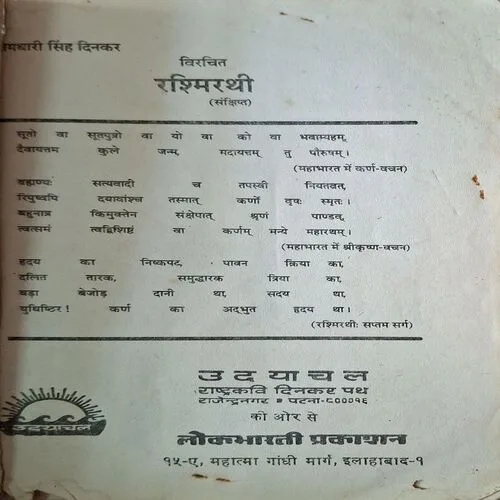 रामधारी सिंह दिनकर
विरचित
रश्मिरथी
(संक्षिप्त)
सूतो वा सूतपुत्रो वा यो वा को वा भवाम्यहम्,
दैवायत्तम कुले जन्म, मदायत्तम् तु पौरुषम्।
(महाभारत में कर्ण-वचन)
ब्रह्मण्यः सत्यवादी च तपस्वी नियतव्रत,
रिपुष्वपि दयावांश्च तस्मात् कर्णो वृषः स्मृतः।
बहुनात्र किमुक्तेन संक्षेपात् श्रृणं पाण्डव,
त्वत्समं त्वद्विशिष्टं वा कर्णम् मन्ये महारथम्।
(महाभारत में श्रीकृष्ण-वचन)
हृदय का निष्कपट, पावन क्रिया का,
दलित तारक, समुद्धारक त्रिया का,
बड़ा बेजोड़ दानी था, सदय था,
युधिष्टिर! कर्ण का अद्भुत हृदय था।
(रश्मिरथीः सप्तम सर्ग)
उदयाचल
राष्ट्रकवि दिनकर पथ
राजेन्द्रनगर • पटना-८०००१६
की ओर से
उदयाचल
लोकभारती प्रकाशन
१५-ए, महात्मा गांधी मार्ग, इलाहाबाद-१